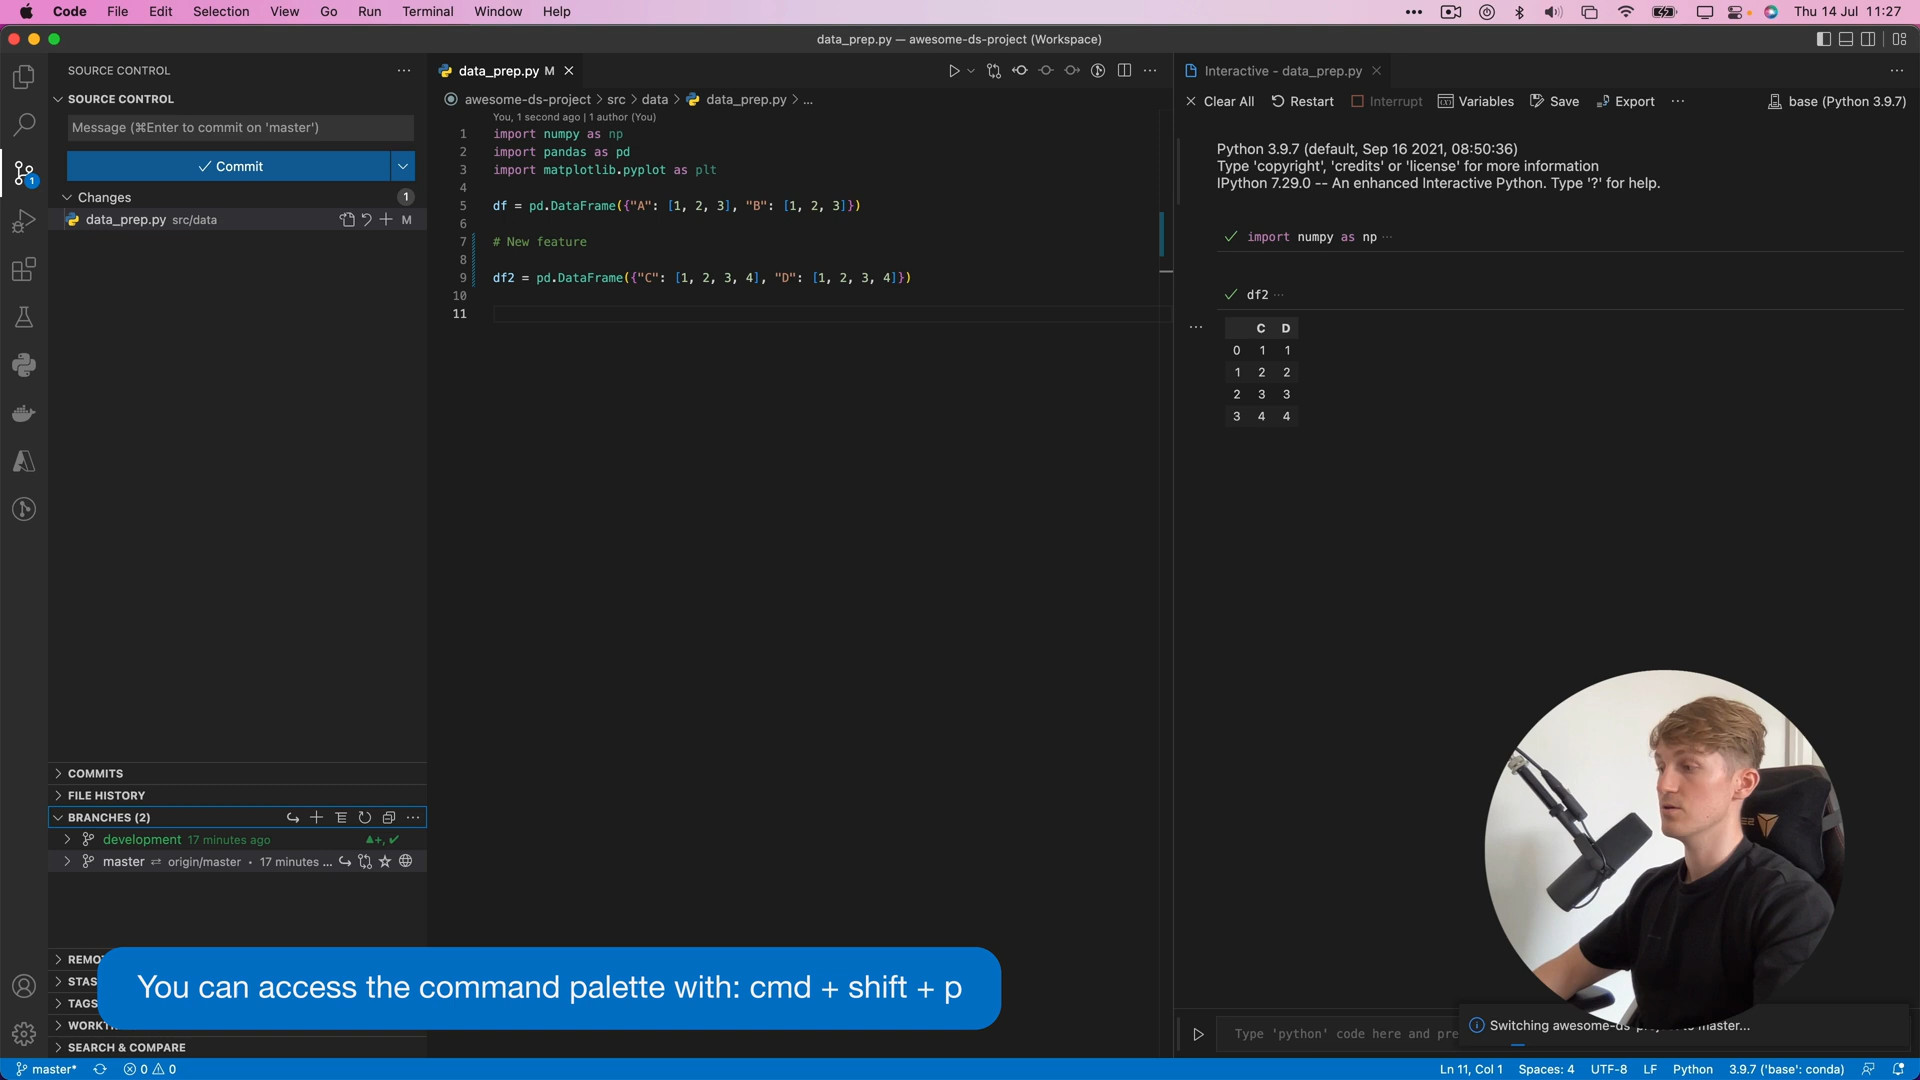 Code File Edit Selection View Go Run Terminal Window Help
Thu 14 Jul 11:27
data_prep.py — awesome-ds-project (Workspace)
SOURCE CONTROL
SOURCE CONTROL
Message (⌘Enter to commit on 'master')
Commit
Changes 1
data_prep.py src/data M
1
COMMITS
FILE HISTORY
BRANCHES (2)
development 17 minutes ago
master origin/master • 17 minutes ...
REMO
STAS
TAGS
WORKT
SEARCH & COMPARE
data_prep.py M
awesome-ds-project > src > data > data_prep.py > ...
You, 1 second ago | 1 author (You)
1 import numpy as np
2 import pandas as pd
3 import matplotlib.pyplot as plt
4
5 df = pd.DataFrame({"A": [1, 2, 3], "B": [1, 2, 3]})
6
7 # New feature
8
9 df2 = pd.DataFrame({"C": [1, 2, 3, 4], "D": [1, 2, 3, 4]})
10
11
Interactive - data_prep.py
Clear All Restart Interrupt Variables Save Export ... base (Python 3.9.7)
Python 3.9.7 (default, Sep 16 2021, 08:50:36)
Type 'copyright', 'credits' or 'license' for more information
IPython 7.29.0 -- An enhanced Interactive Python. Type '?' for help.
import numpy as np ...
df2 ...
C D
0 1 1
1 2 2
2 3 3
3 4 4
You can access the command palette with: cmd + shift + p
Type 'python' code here and pre
Switching awesome-ds-project to master...
master* 0 0
Ln 11, Col 1 Spaces: 4 UTF-8 LF Python 3.9.7 ('base': conda)